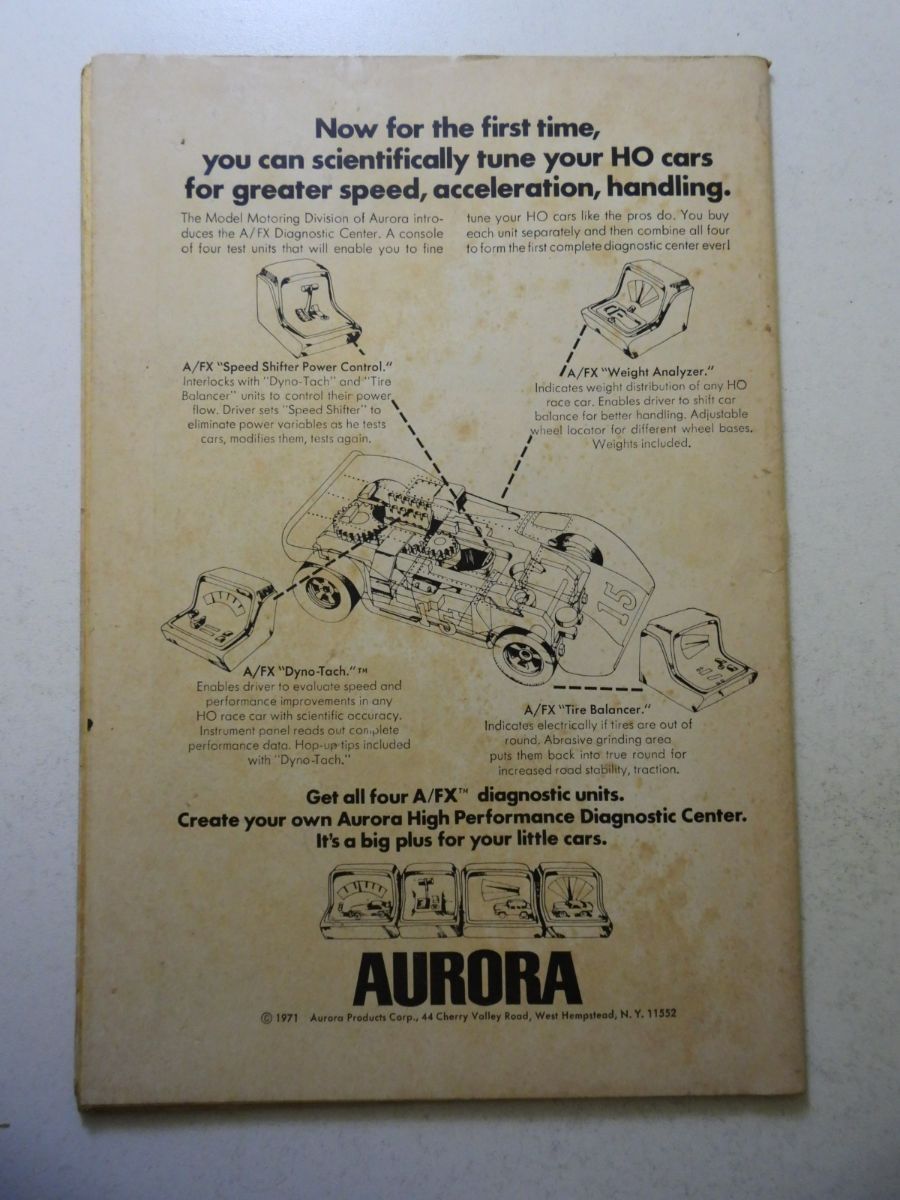 Now for the first time,
you can scientifically tune your HO cars
for greater speed, acceleration, handling.
The Model Motoring Division of Aurora intro-
duces the A/FX Diagnostic Center. A console
of four test units that will enable you to fine
tune your HO cars like the pros do. You buy
each unit separately and then combine all four
to form the first complete diagnostic center ever!
A/FX "Speed Shifter Power Control."
Interlocks with "Dyno-Tach" and "Tire
Balancer" units to control their power
flow. Driver sets "Speed Shifter" to
eliminate power variables as he tests
cars, modifies them, tests again.
A/FX "Weight Analyzer."
Indicates weight distribution of any HO
race car. Enables driver to shift car
balance for better handling. Adjustable
wheel locator for different wheel bases.
Weights included.
15
15
A/FX "Dyno-Tach."™
Enables driver to evaluate speed and
performance improvements in any
HO race car with scientific accuracy.
Instrument panel reads out complete
performance data. Hop-up tips included
with "Dyno-Tach."
A/FX "Tire Balancer."
Indicates electrically if tires are out of
round. Abrasive grinding area
puts them back into true round for
increased road stability, traction.
Get all four A/FX™ diagnostic units.
Create your own Aurora High Performance Diagnostic Center.
It's a big plus for your little cars.
AURORA
© 1971 Aurora Products Corp., 44 Cherry Valley Road, West Hempstead, N. Y. 11552